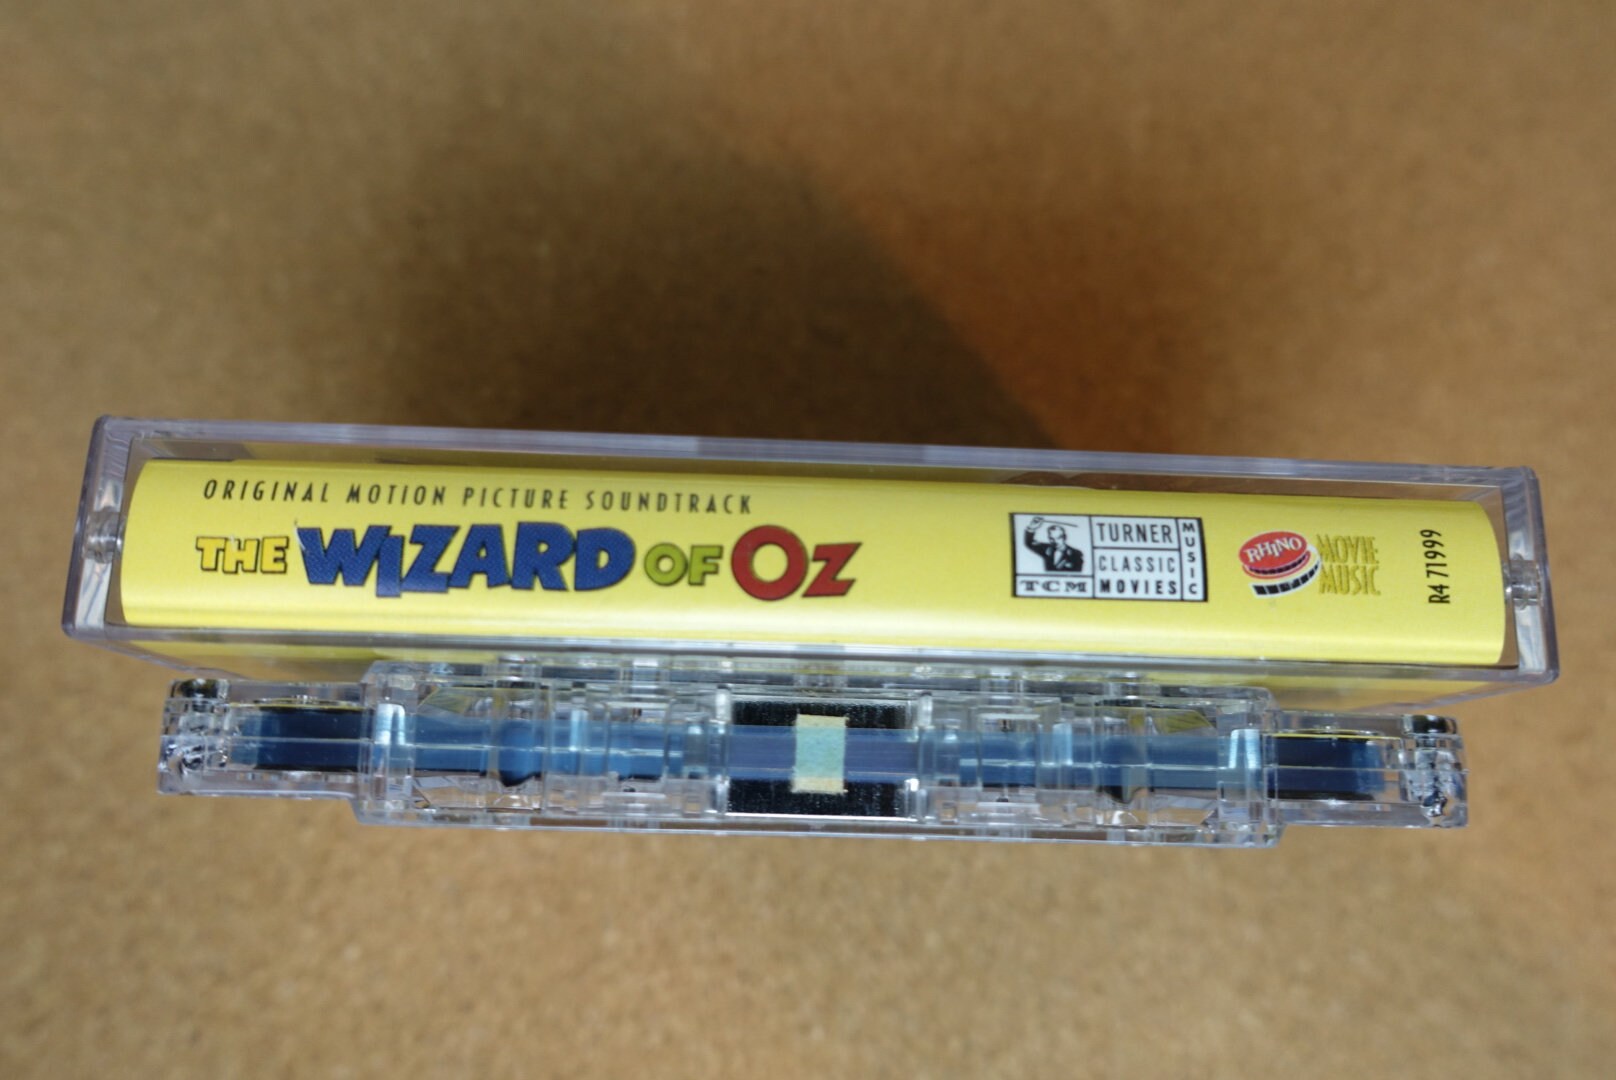 ORIGINAL MOTION PICTURE SOUNDTRACK
THE WIZARD OF OZ
TCM
TURNER
CLASSIC
MOVIES
MUSIC
RHINO
MOVIE
MUSIC
R4 71999